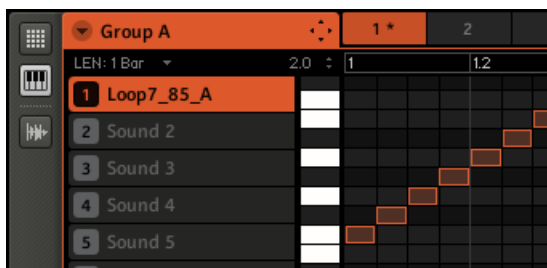 Group A 1* 2
LEN: 1 Bar 2.0 1 1.2
1 Loop7_85_A
2 Sound 2
3 Sound 3
4 Sound 4
5 Sound 5